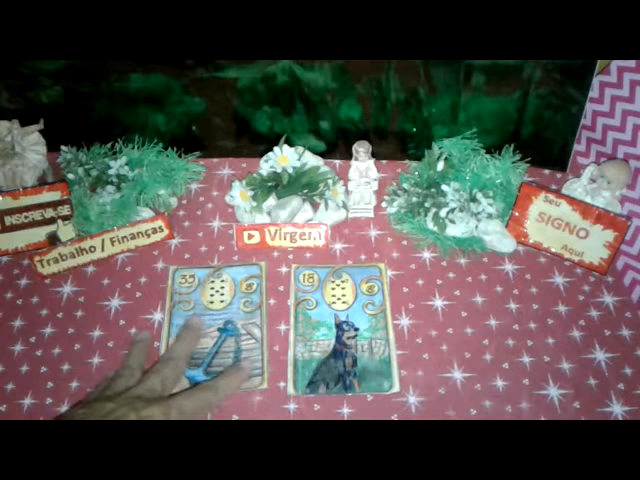 INSCREVA-SE
Trabalho / Finanças
Virgem
Seu
SIGNO
Aqui
35
18